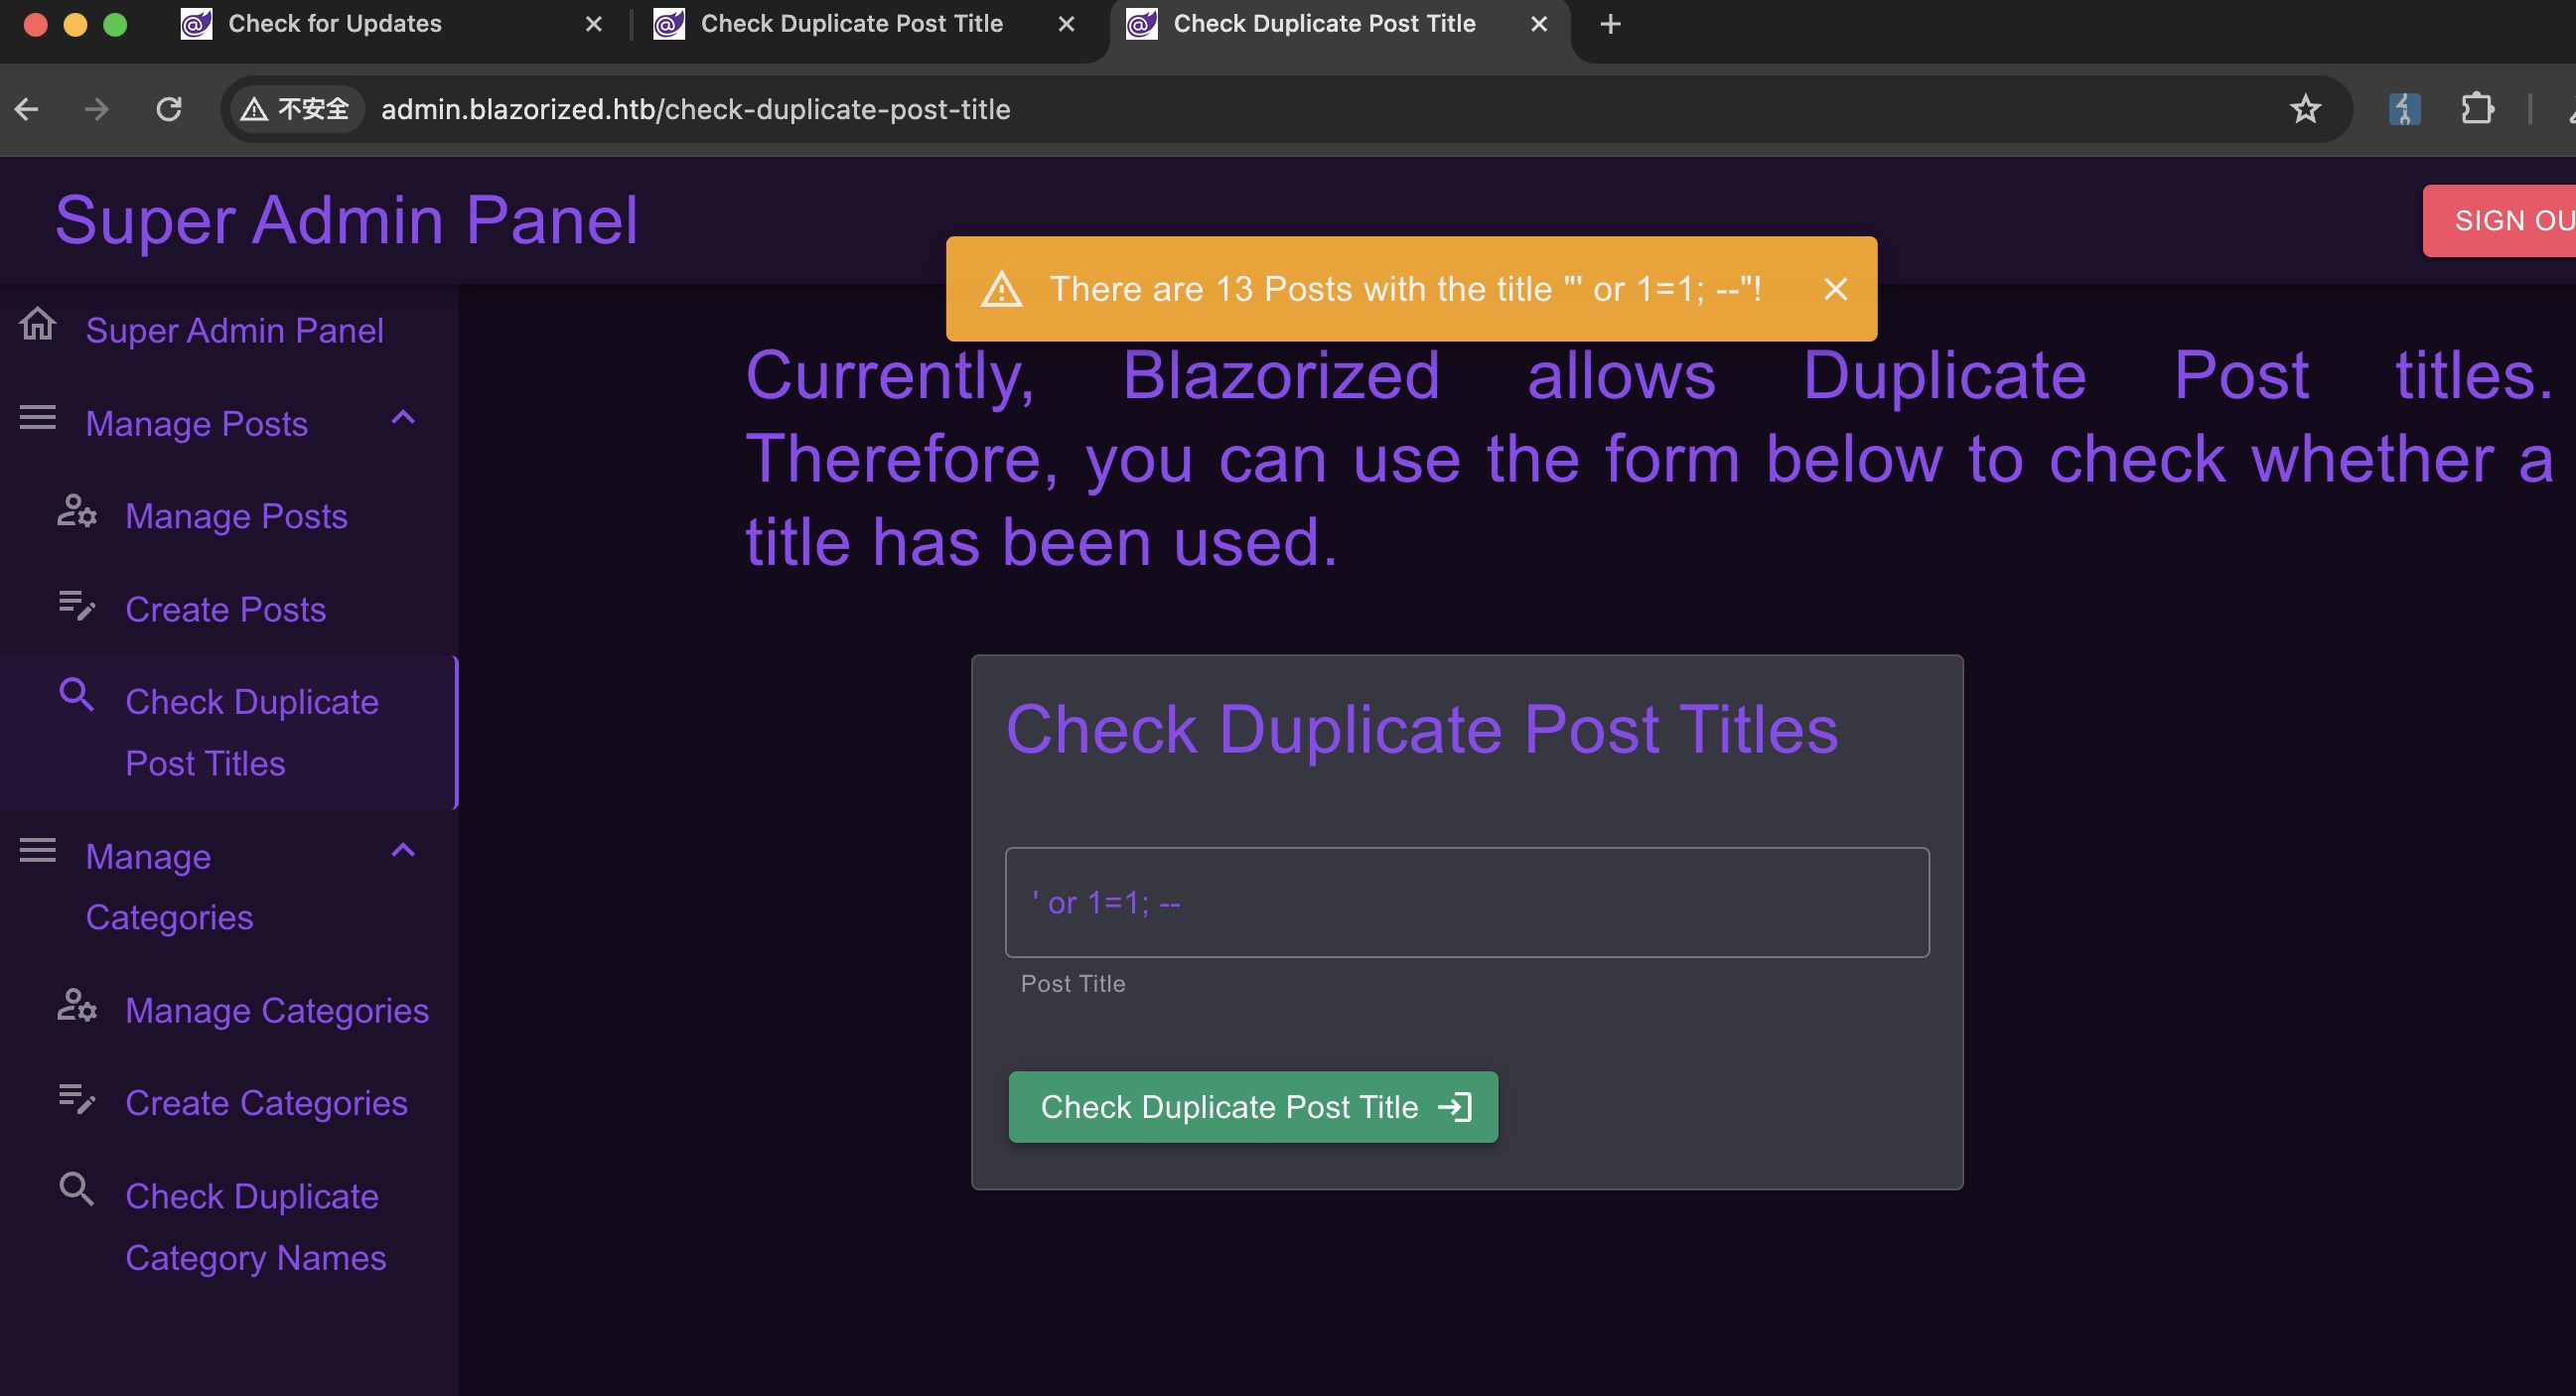 Check for Updates
Check Duplicate Post Title
Check Duplicate Post Title
不安全
admin.blazorized.htb/check-duplicate-post-title
Super Admin Panel
SIGN OU
There are 13 Posts with the title "' or 1=1; --"!
Super Admin Panel
Manage Posts
Manage Posts
Create Posts
Check Duplicate
Post Titles
Manage
Categories
Manage Categories
Create Categories
Check Duplicate
Category Names
Currently, Blazorized allows Duplicate Post titles.
Therefore, you can use the form below to check whether a
title has been used.
Check Duplicate Post Titles
' or 1=1; --
Post Title
Check Duplicate Post Title